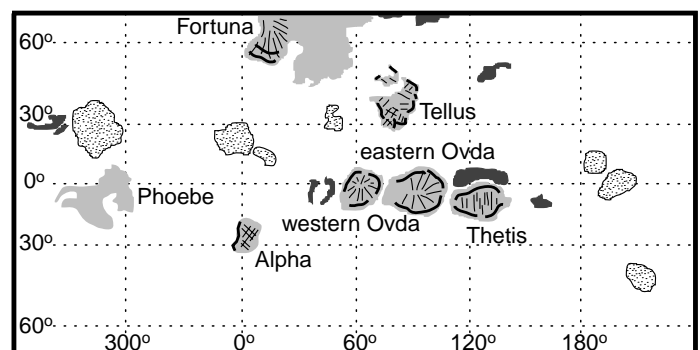 Fortuna
60º
Tellus
30º
eastern Ovda
0º
Phoebe
western Ovda
Thetis
30º
Alpha
60º
300º 0º 60º 120º 180º